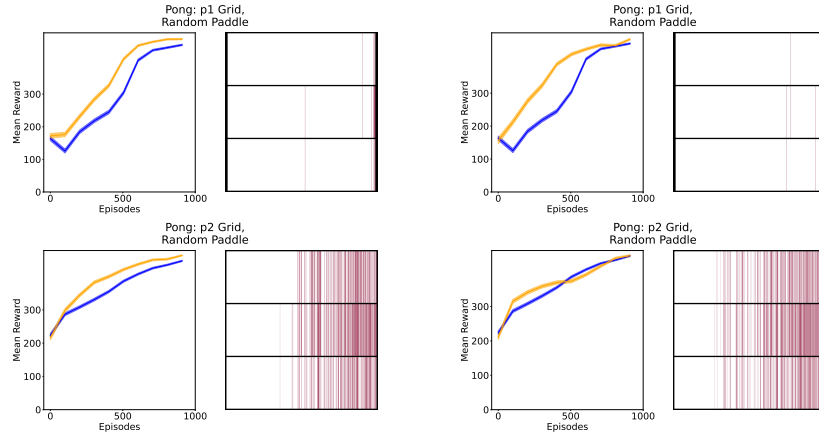 Pong: p1 Grid,
Random Paddle
Mean Reward
300
200
100
0
0
500
1000
Episodes
Pong: p1 Grid,
Random Paddle
Mean Reward
300
200
100
0
0
500
1000
Episodes
Pong: p2 Grid,
Random Paddle
Mean Reward
300
200
100
0
0
500
1000
Episodes
Pong: p2 Grid,
Random Paddle
Mean Reward
300
200
100
0
0
500
1000
Episodes